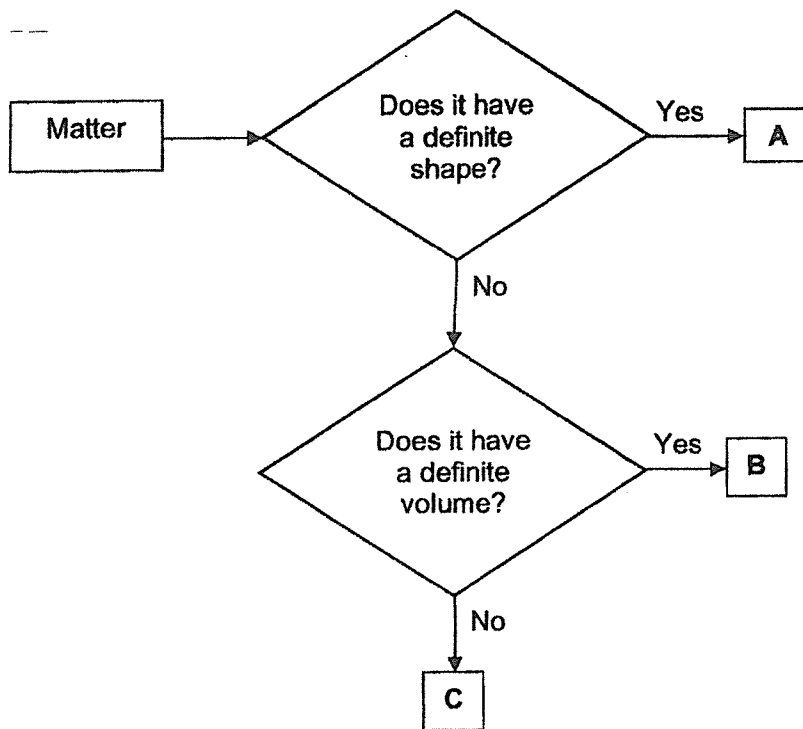 Matter
Does it have
a definite
shape?
Yes
A
No
Does it have
a definite
volume?
Yes
B
No
C